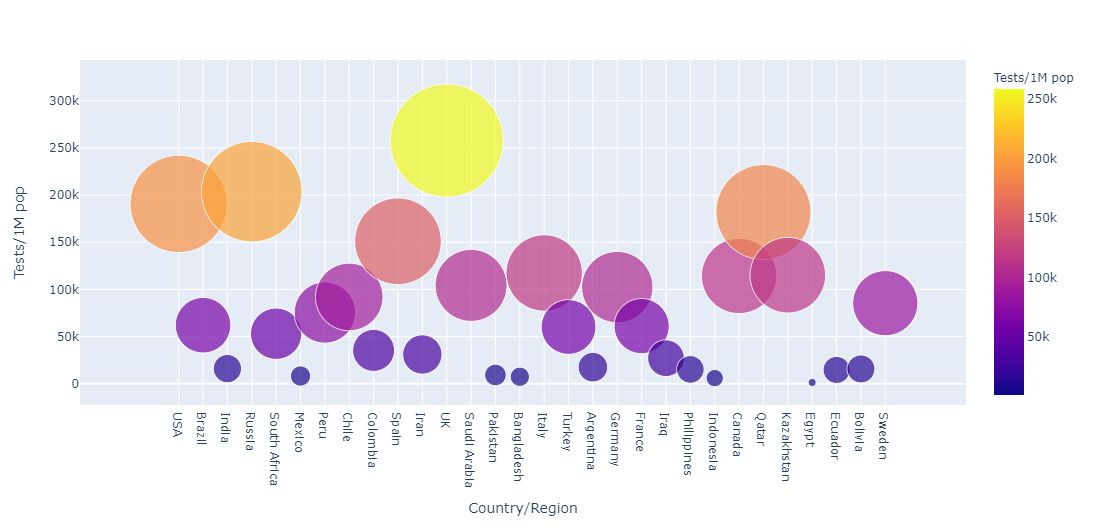 Tests/1M pop
300k
250k
200k
150k
100k
50k
0
USA
Brazil
India
Russia
South Africa
Mexico
Peru
Chile
Colombia
Spain
Iran
UK
Saudi Arabia
Pakistan
Bangladesh
Italy
Turkey
Argentina
Germany
France
Iraq
Philippines
Indonesia
Canada
Qatar
Kazakhstan
Egypt
Ecuador
Bolivia
Sweden
Country/Region
Tests/1M pop
250k
200k
150k
100k
50k